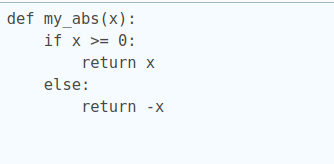 def my_abs(x):
    if x >= 0:
        return x
    else:
        return -x